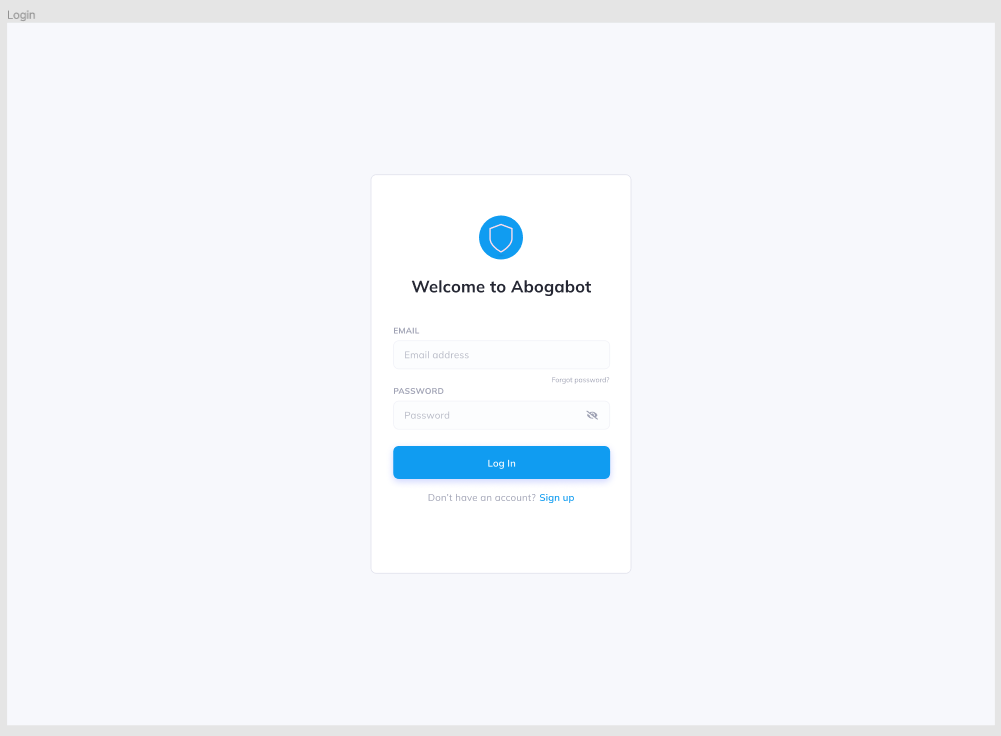 Login
Welcome to Abogabot
EMAIL
Email address
Forgot password?
PASSWORD
Password
Log In
Don't have an account? Sign up